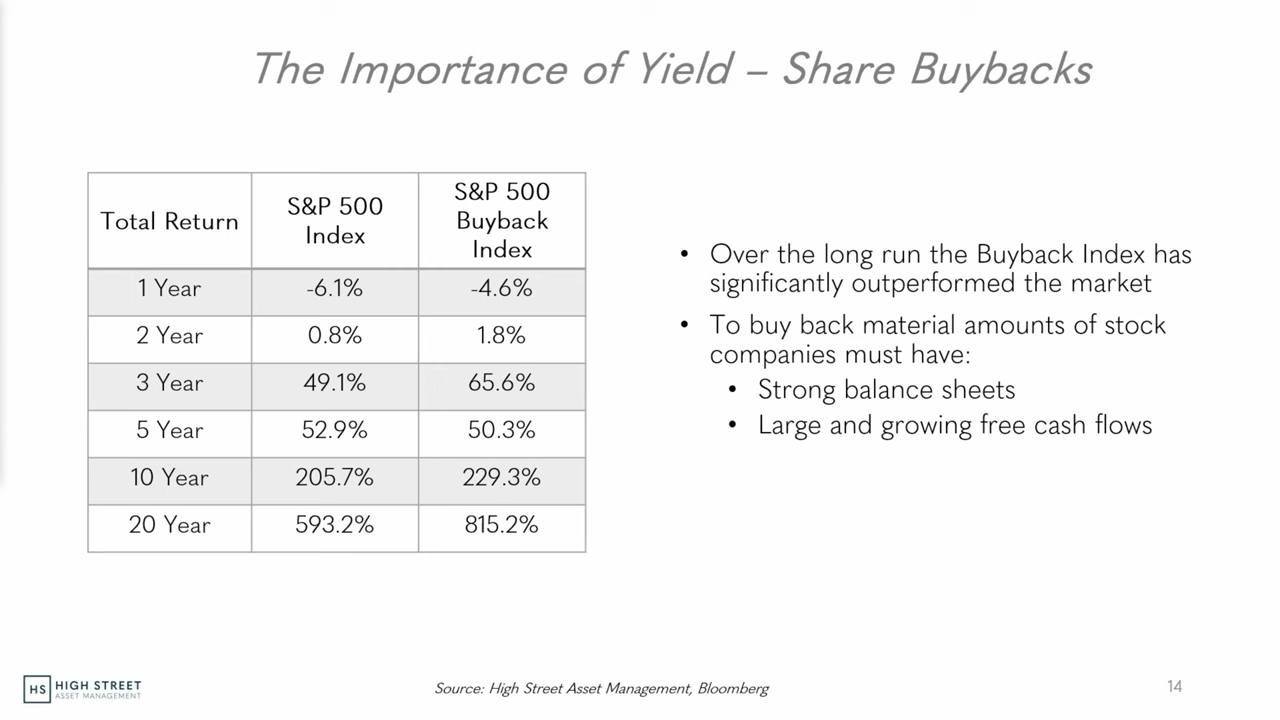 The Importance of Yield – Share Buybacks
Total Return
S&P 500
Index
S&P 500
Buyback
Index
1 Year
-6.1%
-4.6%
2 Year
0.8%
1.8%
3 Year
49.1%
65.6%
5 Year
52.9%
50.3%
10 Year
205.7%
229.3%
20 Year
593.2%
815.2%
• Over the long run the Buyback Index has
significantly outperformed the market
• To buy back material amounts of stock
companies must have:
• Strong balance sheets
• Large and growing free cash flows
HS
HIGH STREET
ASSET MANAGEMENT
Source: High Street Asset Management, Bloomberg
14